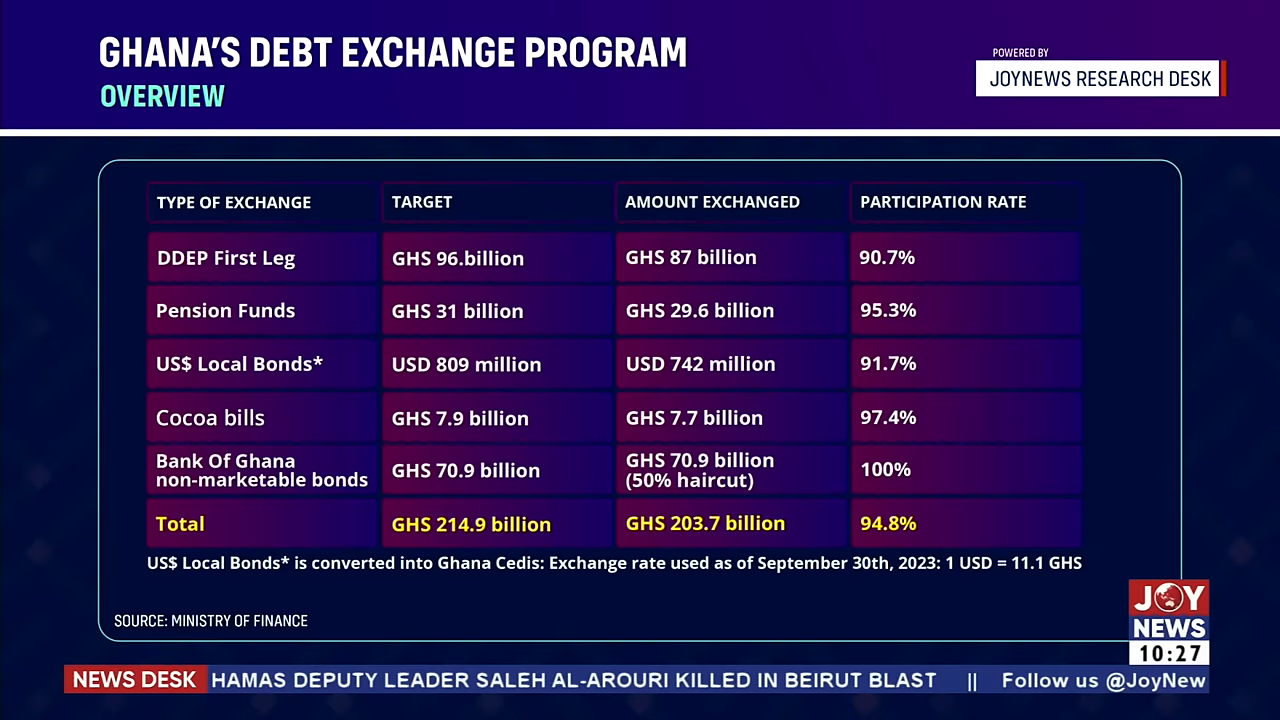 GHANA'S DEBT EXCHANGE PROGRAM
OVERVIEW
POWERED BY
JOYNEWS RESEARCH DESK
TYPE OF EXCHANGE TARGET AMOUNT EXCHANGED PARTICIPATION RATE
DDEP First Leg GHS 96.billion GHS 87 billion 90.7%
Pension Funds GHS 31 billion GHS 29.6 billion 95.3%
US$ Local Bonds* USD 809 million USD 742 million 91.7%
Cocoa bills GHS 7.9 billion GHS 7.7 billion 97.4%
Bank Of Ghana
non-marketable bonds GHS 70.9 billion GHS 70.9 billion
(50% haircut) 100%
Total GHS 214.9 billion GHS 203.7 billion 94.8%
US$ Local Bonds* is converted into Ghana Cedis: Exchange rate used as of September 30th, 2023: 1 USD = 11.1 GHS
SOURCE: MINISTRY OF FINANCE
JOY
NEWS
10:27
NEWS DESK HAMAS DEPUTY LEADER SALEH AL-AROURI KILLED IN BEIRUT BLAST || Follow us @JoyNew